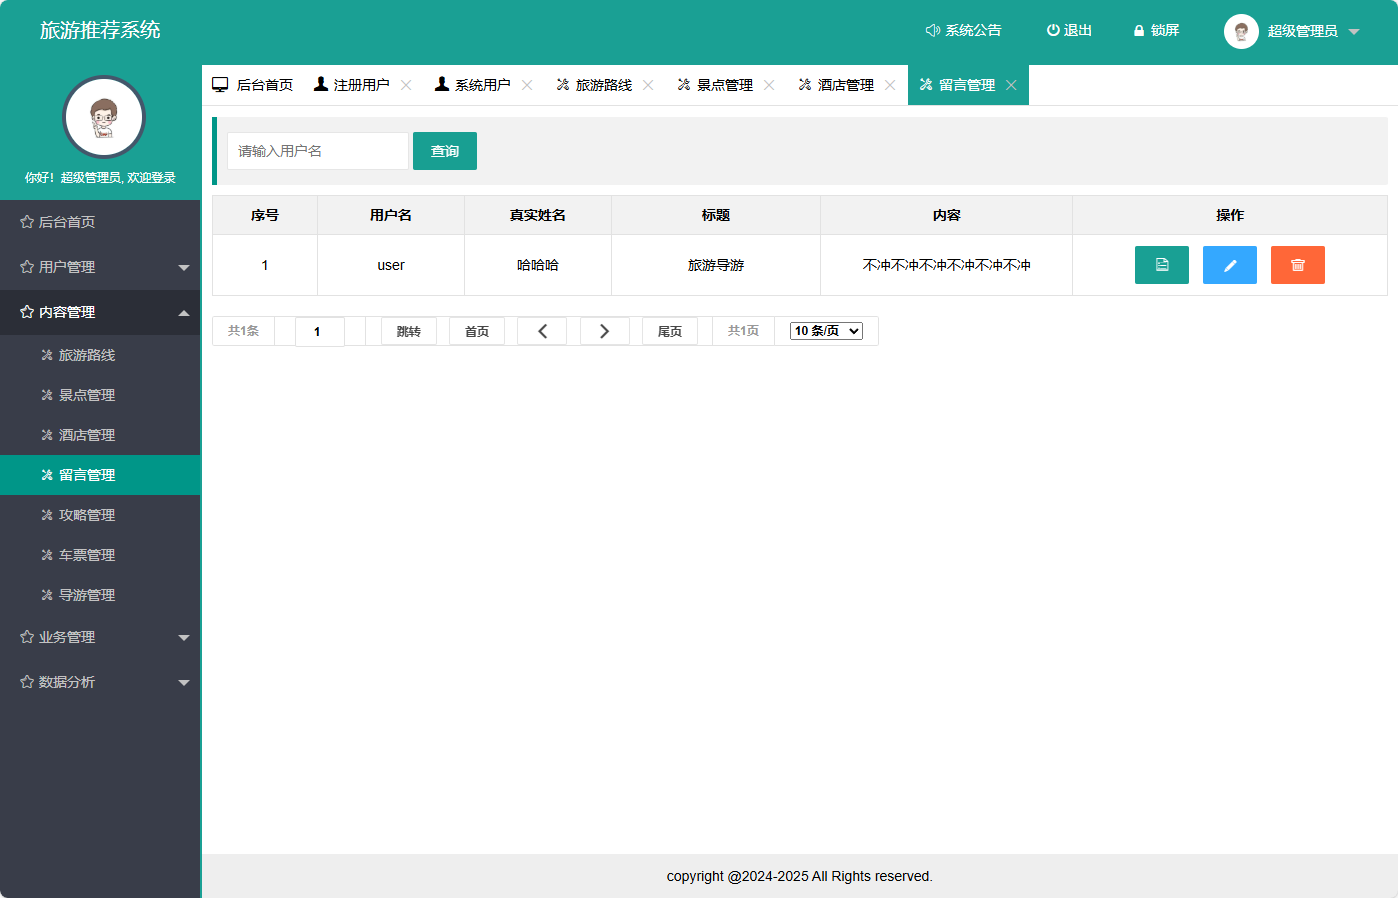 旅游推荐系统
系统公告
退出
锁屏
超级管理员
你好！超级管理员, 欢迎登录
后台首页
用户管理
内容管理
旅游路线
景点管理
酒店管理
留言管理
攻略管理
车票管理
导游管理
业务管理
数据分析
后台首页 注册用户 系统用户 旅游路线 景点管理 酒店管理 留言管理
请输入用户名 查询
序号 用户名 真实姓名 标题 内容 操作
1 user 哈哈哈 旅游导游 不冲不冲不冲不冲不冲不冲
共1条 1 跳转 首页 尾页 共1页 10 条/页
copyright @2024-2025 All Rights reserved.